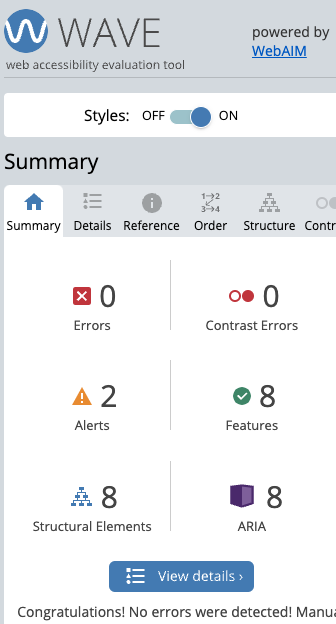 WAVE
powered by
WebAIM
web accessibility evaluation tool
Styles: OFF ON
Summary
Summary Details Reference Order Structure Contr
0 0
Errors Contrast Errors
2 8
Alerts Features
8 8
Structural Elements ARIA
View details ›
Congratulations! No errors were detected! Manua